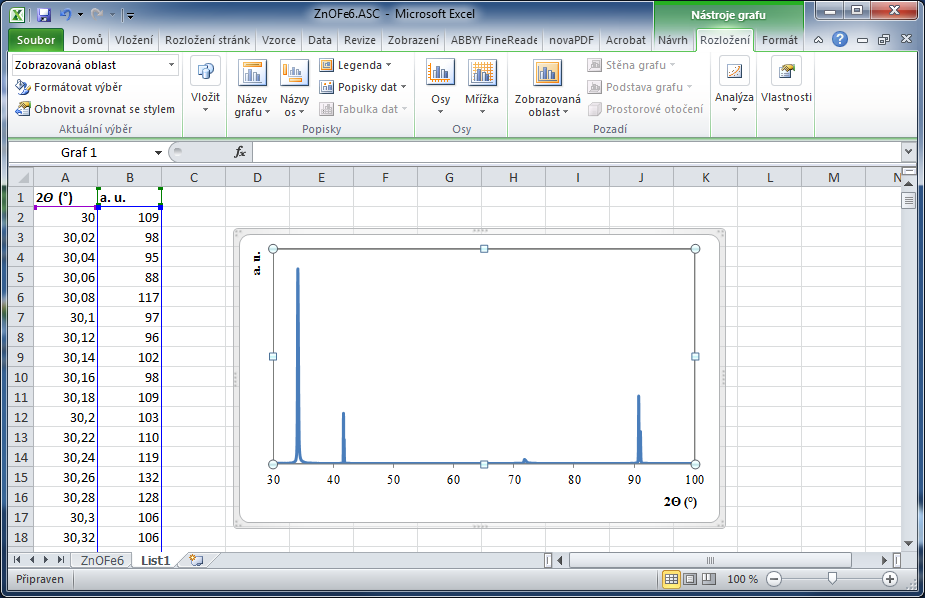 ZnOFe6.ASC - Microsoft Excel
Nástroje grafu
Soubor Domů Vložení Rozložení stránk Vzorce Data Revize Zobrazení ABBYY FineReade novaPDF Acrobat Návrh Rozložení Formát
Zobrazovaná oblast
Formátovat výběr
Obnovit a srovnat se stylem
Aktuální výběr
Vložit
Název grafu
Názvy os
Legenda
Popisky dat
Tabulka dat
Popisky
Osy
Mřížka
Osy
Zobrazovaná oblast
Stěna grafu
Podstava grafu
Prostorové otočení
Pozadí
Analýza
Vlastnosti
Graf 1
fx
A B C D E F G H I J K L M N
1 2Θ (°) a. u.
2 30 109
3 30,02 98
4 30,04 95
5 30,06 88
6 30,08 117
7 30,1 97
8 30,12 96
9 30,14 102
10 30,16 98
11 30,18 109
12 30,2 103
13 30,22 110
14 30,24 119
15 30,26 132
16 30,28 128
17 30,3 106
18 30,32 106
a. u.
30 40 50 60 70 80 90 100
2Θ (°)
ZnOFe6 List1
Připraven
100 %